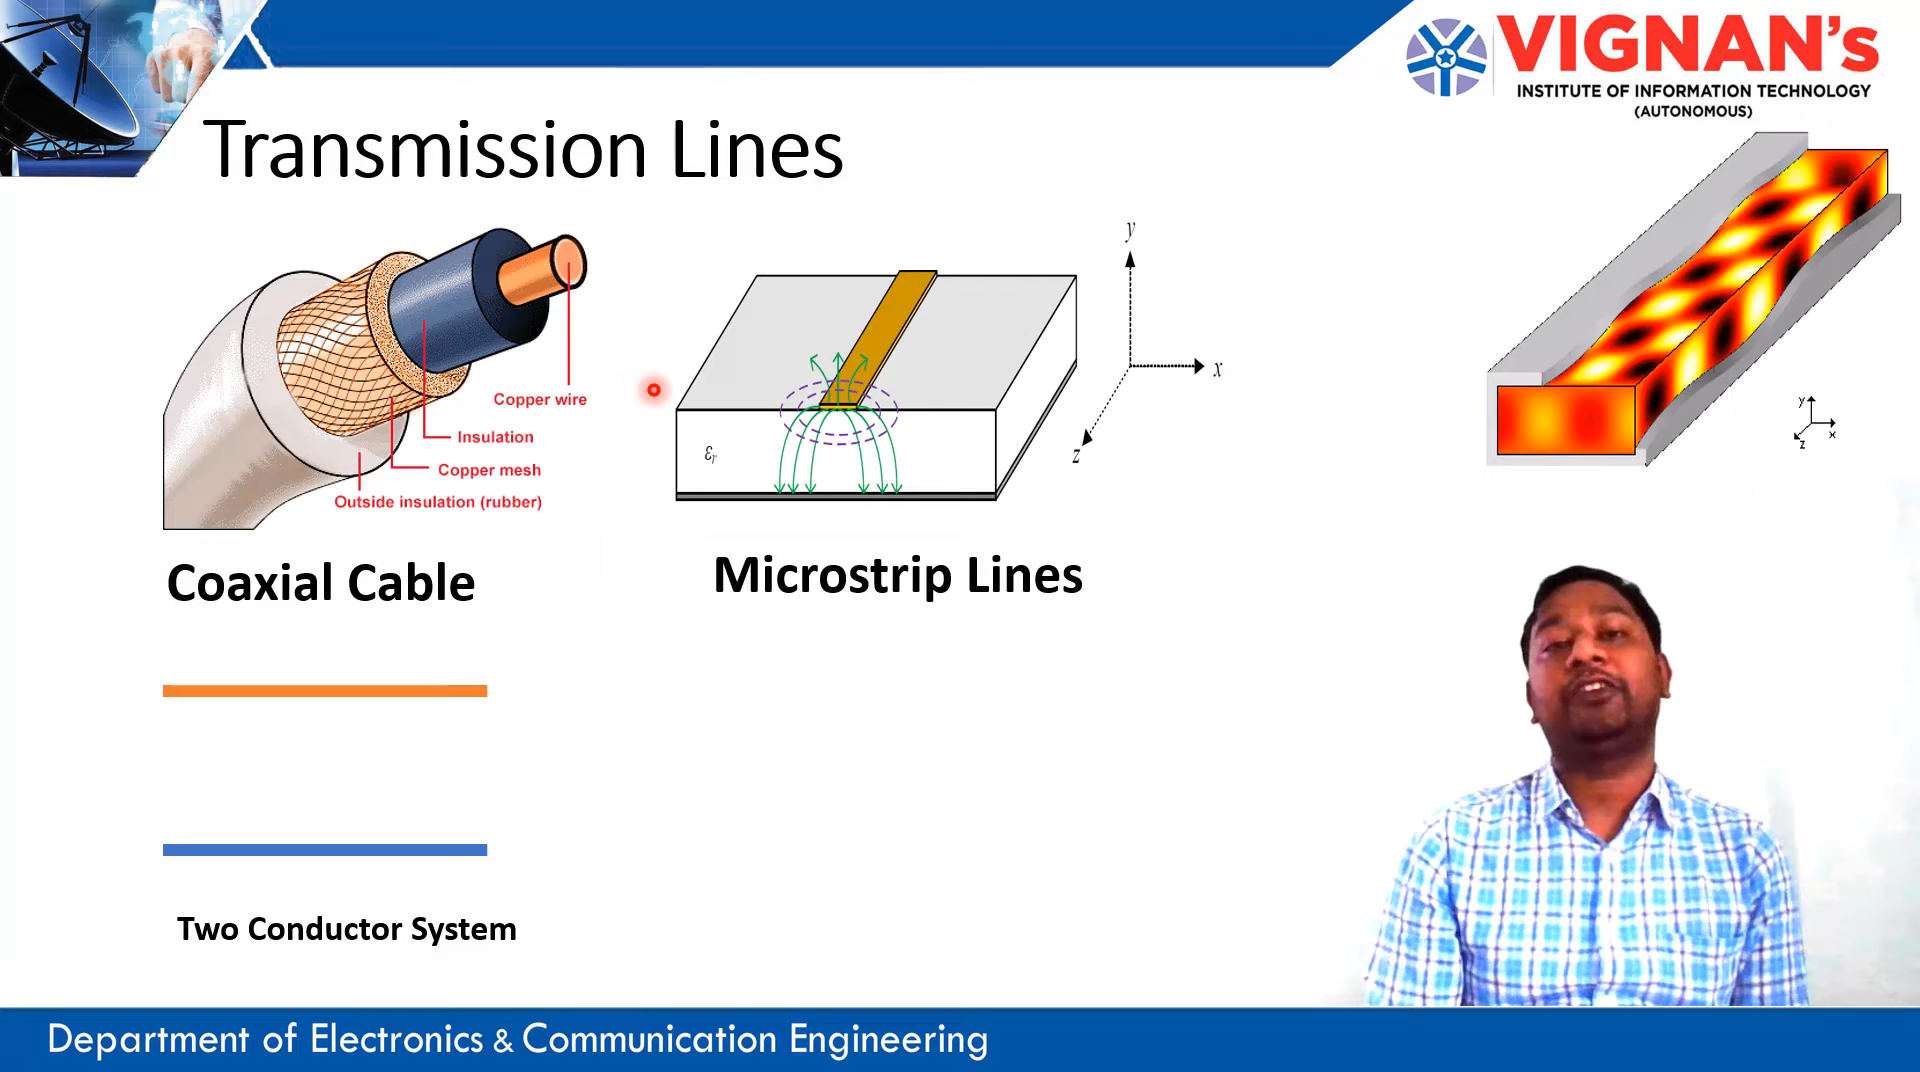 VIGNAN's
INSTITUTE OF INFORMATION TECHNOLOGY
(AUTONOMOUS)
Transmission Lines
Copper wire
Insulation
Copper mesh
Outside insulation (rubber)
εr
y
x
z
y
x
z
Coaxial Cable
Microstrip Lines
Two Conductor System
Department of Electronics & Communication Engineering